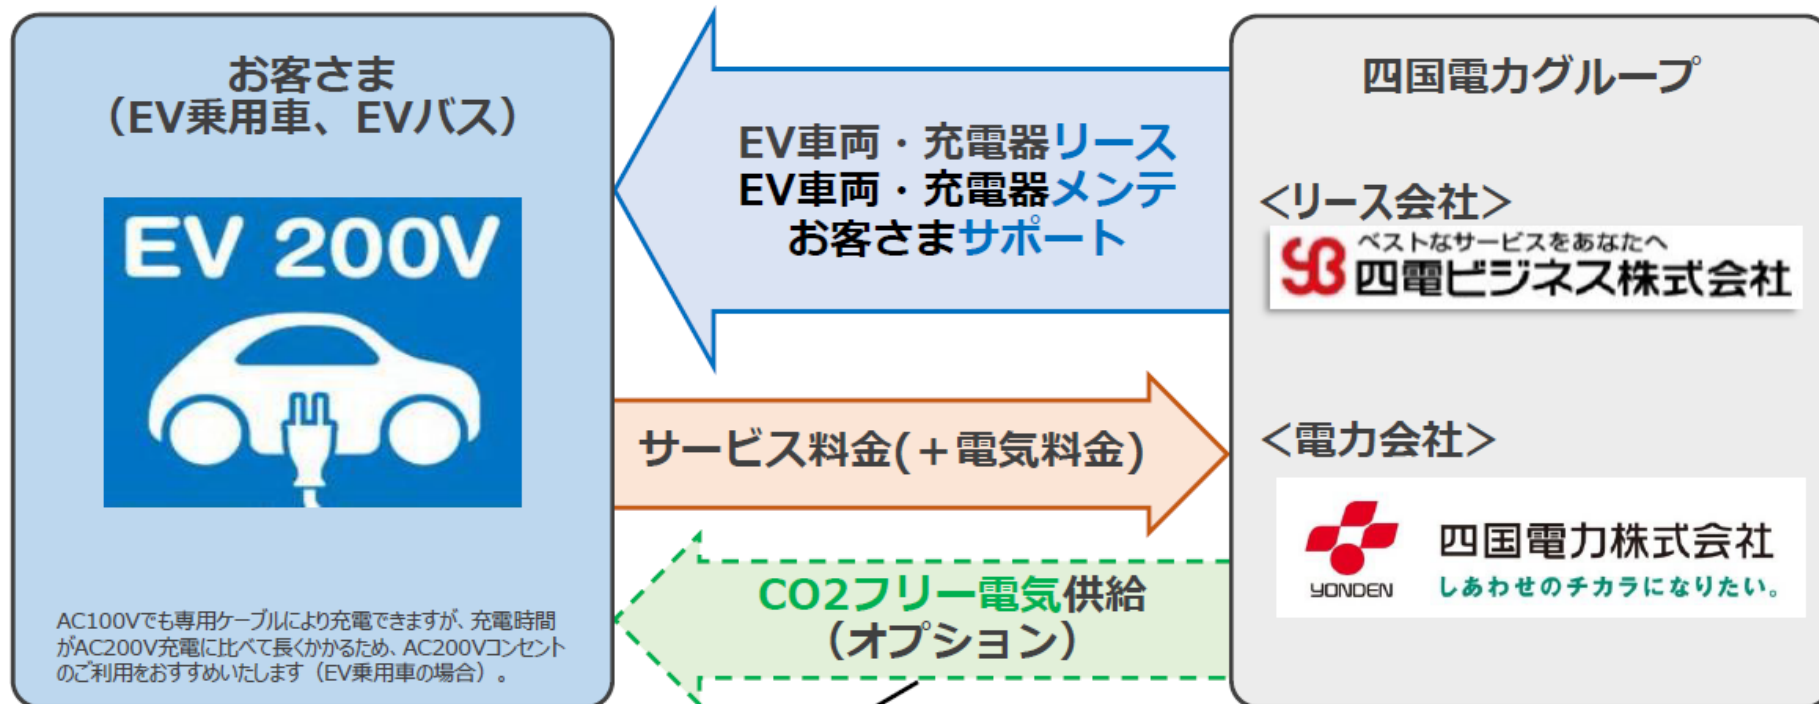 お客さま
（EV乗用車、EVバス）
EV 200V
AC100Vでも専用ケーブルにより充電できますが、充電時間
がAC200V充電に比べて長くかかるため、AC200Vコンセント
のご利用をおすすめいたします（EV乗用車の場合）。
EV車両・充電器リース
EV車両・充電器メンテ
お客さまサポート
サービス料金(＋電気料金)
CO2フリー電気供給
（オプション）
四国電力グループ
＜リース会社＞
ベストなサービスをあなたへ
四電ビジネス株式会社
＜電力会社＞
YONDEN
四国電力株式会社
しあわせのチカラになりたい。